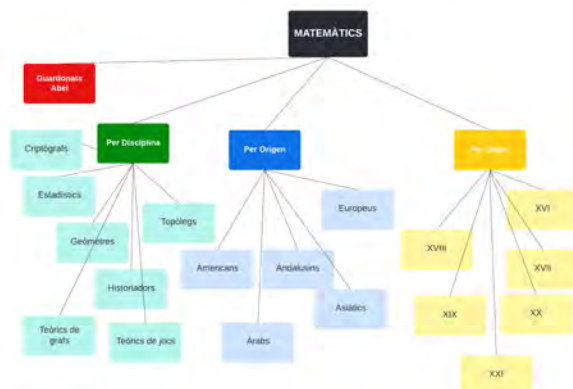 MATEMÀTICS
Guardonats
Abel
Per Disciplina
Per Origen
Per
Criptògrafs
Estadístics
Topòlegs
Geòmetres
Historiadors
Teòrics de
grafs
Teòrics de jocs
Europeus
Americans
Andalusins
Asiàtics
Àrabs
XVI
XVIII
XVII
XIX
XX
XXI